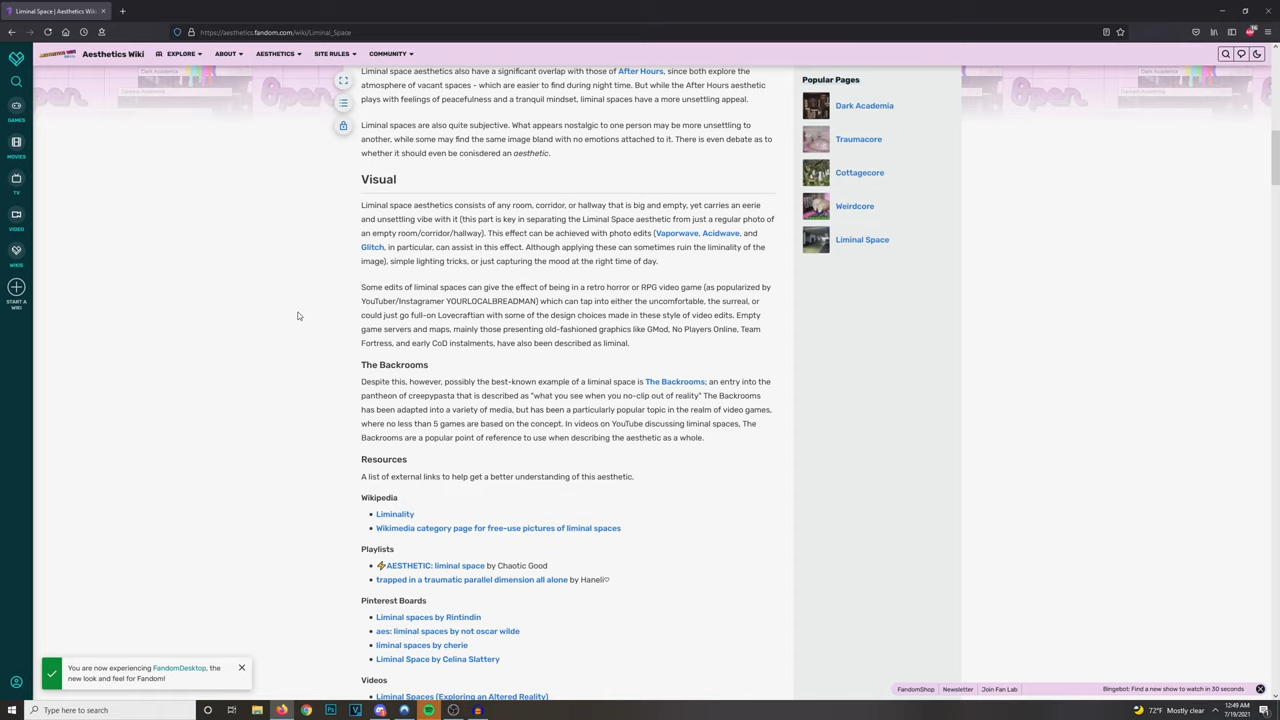 Liminal Space | Aesthetics Wiki
https://aesthetics.fandom.com/wiki/Liminal_Space
16
Aesthetics Wiki
EXPLORE
ABOUT
AESTHETICS
SITE RULES
COMMUNITY
GAMES
MOVIES
TV
VIDEO
WIKIS
START A
WIKI
Dark Academia
Dark Academia
Liminal space aesthetics also have a significant overlap with those of After Hours, since both explore the
atmosphere of vacant spaces - which are easier to find during night time. But while the After Hours aesthetic
plays with feelings of peacefulness and a tranquil mindset, liminal spaces have a more unsettling appeal.
Liminal spaces are also quite subjective. What appears nostalgic to one person may be more unsettling to
another, while some may find the same image bland with no emotions attached to it. There is even debate as to
whether it should even be conisdered an aesthetic.
Visual
Liminal space aesthetics consists of any room, corridor, or hallway that is big and empty, yet carries an eerie
and unsettling vibe with it (this part is key in separating the Liminal Space aesthetic from just a regular photo of
an empty room/corridor/hallway). This effect can be achieved with photo edits (Vaporwave, Acidwave, and
Glitch, in particular, can assist in this effect. Although applying these can sometimes ruin the liminality of the
image), simple lighting tricks, or just capturing the mood at the right time of day.
Some edits of liminal spaces can give the effect of being in a retro horror or RPG video game (as popularized by
YouTuber/Instagramer YOURLOCALBREADMAN) which can tap into either the uncomfortable, the surreal, or
could just go full-on Lovecraftian with some of the design choices made in these style of video edits. Empty
game servers and maps, mainly those presenting old-fashioned graphics like GMod, No Players Online, Team
Fortress, and early CoD instalments, have also been described as liminal.
The Backrooms
Despite this, however, possibly the best-known example of a liminal space is The Backrooms; an entry into the
pantheon of creepypasta that is described as "what you see when you no-clip out of reality" The Backrooms
has been adapted into a variety of media, but has been a particularly popular topic in the realm of video games,
where no less than 5 games are based on the concept. In videos on YouTube discussing liminal spaces, The
Backrooms are a popular point of reference to use when describing the aesthetic as a whole.
Resources
A list of external links to help get a better understanding of this aesthetic.
Wikipedia
Liminality
Wikimedia category page for free-use pictures of liminal spaces
Playlists
⚡AESTHETIC: liminal space by Chaotic Good
trapped in a traumatic parallel dimension all alone by Haneli♡
Pinterest Boards
Liminal spaces by Rintindin
aes: liminal spaces by not oscar wilde
liminal spaces by cherie
Liminal Space by Celina Slattery
Videos
Liminal Spaces (Exploring an Altered Reality)
Popular Pages
Dark Academia
Traumacore
Cottagecore
Weirdcore
Liminal Space
You are now experiencing FandomDesktop, the
new look and feel for Fandom!
FandomShop
Newsletter
Join Fan Lab
Bingebot: Find a new show to watch in 30 seconds
Type here to search
72°F Mostly clear
12:49 AM
7/19/2021